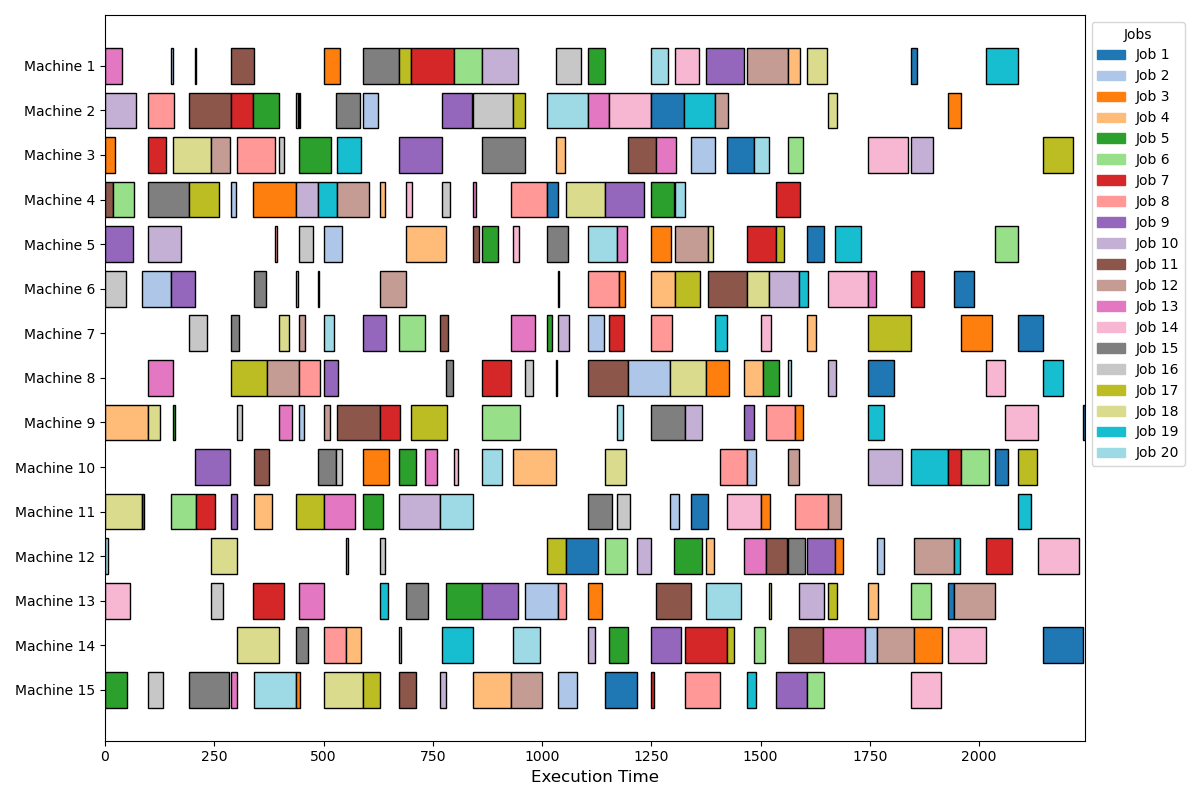 Machine 1
Machine 2
Machine 3
Machine 4
Machine 5
Machine 6
Machine 7
Machine 8
Machine 9
Machine 10
Machine 11
Machine 12
Machine 13
Machine 14
Machine 15
0 250 500 750 1000 1250 1500 1750 2000
Execution Time
Jobs
Job 1
Job 2
Job 3
Job 4
Job 5
Job 6
Job 7
Job 8
Job 9
Job 10
Job 11
Job 12
Job 13
Job 14
Job 15
Job 16
Job 17
Job 18
Job 19
Job 20